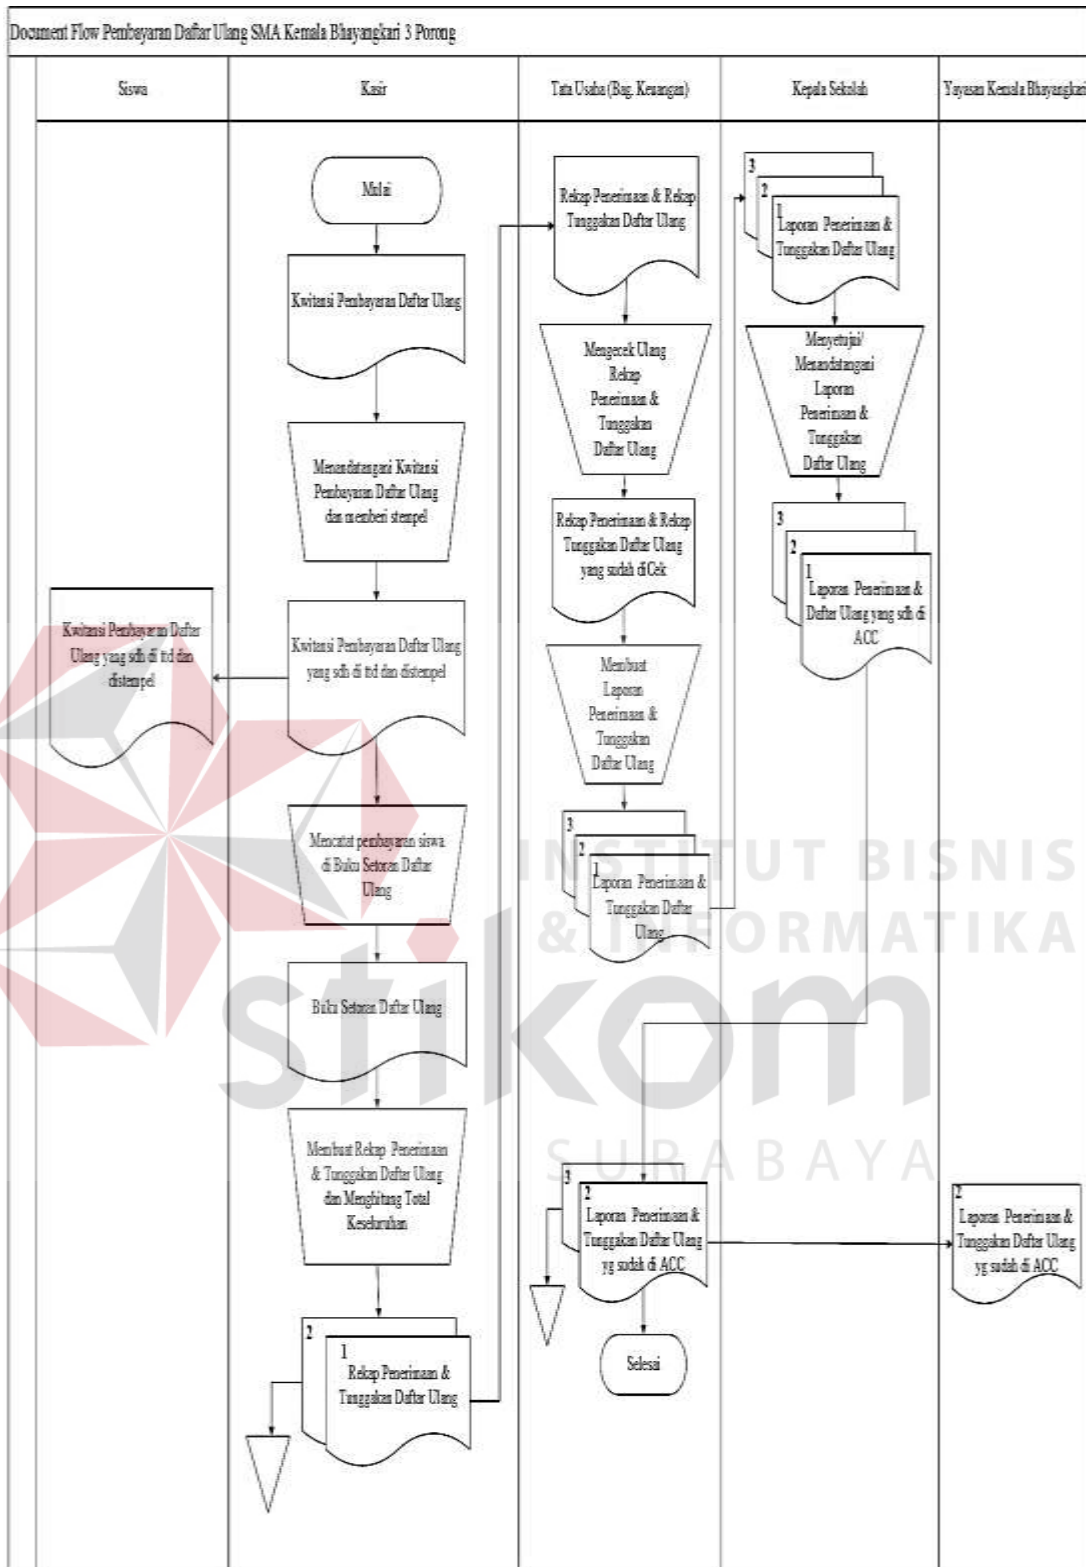 Document Flow Pembayaran Daftar Ulang SMA Kemala Bhayangkari 3 Porong
Siswa
Kasir
Tata Usaha (Bag. Keuangan)
Kepala Sekolah
Yayasan Kemala Bhayangkari
Mulai
Kwitansi Pembayaran Daftar Ulang
Menandatangani Kwitansi
Pembayaran Daftar Ulang
dan memberi stempel
Kwitansi Pembayaran Daftar Ulang
yang sdh di ttd dan distempel
Kwitansi Pembayaran Daftar
Ulang yang sdh di ttd dan
distempel
Mencatat pembayaran siswa
di Buku Setoran Daftar
Ulang
Buku Setoran Daftar Ulang
Membuat Rekap Penerimaan
& Tunggakan Daftar Ulang
dan Menghitung Total
Keseluruhan
2
1
Rekap Penerimaan &
Tunggakan Daftar Ulang
Rekap Penerimaan & Rekap
Tunggakan Daftar Ulang
Mengecek Ulang
Rekap
Penerimaan &
Tunggakan
Daftar Ulang
Rekap Penerimaan & Rekap
Tunggakan Daftar Ulang
yang sudah di Cek
Membuat
Laporan
Penerimaan &
Tunggakan
Daftar Ulang
3
2
1
Laporan Penerimaan &
Tunggakan Daftar
Ulang
3
2
1
Laporan Penerimaan &
Tunggakan Daftar Ulang
Menyetujui/
Menandatangani
Laporan
Penerimaan &
Tunggakan
Daftar Ulang
3
2
1
Laporan Penerimaan &
Daftar Ulang yang sdh di
ACC
3
2
Laporan Penerimaan &
Tunggakan Daftar Ulang
yg sudah di ACC
Selesai
2
Laporan Penerimaan &
Tunggakan Daftar Ulang
yg sudah di ACC
INSTITUT BISNIS
& INFORMATIKA
stikom
SURABAYA